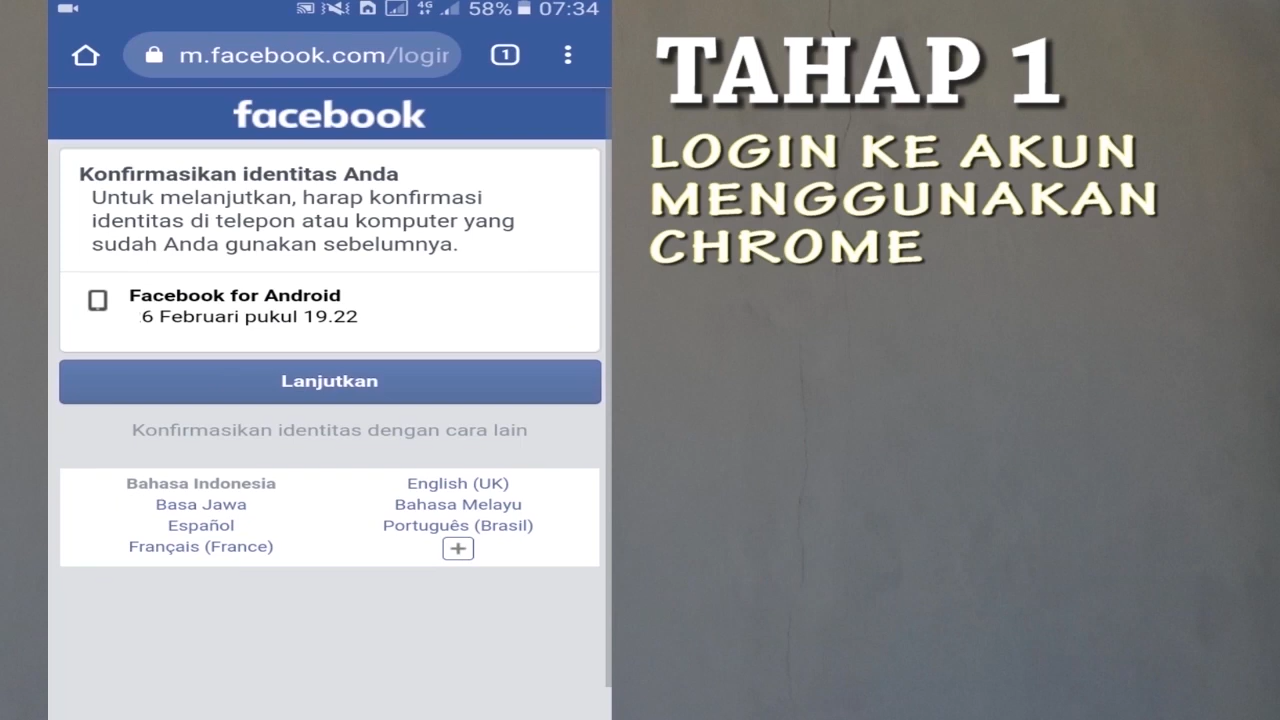 4G 58% 07:34
m.facebook.com/login
1
facebook
Konfirmasikan identitas Anda
Untuk melanjutkan, harap konfirmasi
identitas di telepon atau komputer yang
sudah Anda gunakan sebelumnya.
Facebook for Android
6 Februari pukul 19.22
Lanjutkan
Konfirmasikan identitas dengan cara lain
Bahasa Indonesia
English (UK)
Basa Jawa
Bahasa Melayu
Español
Português (Brasil)
Français (France)
TAHAP 1
LOGIN KE AKUN
MENGGUNAKAN
CHROME